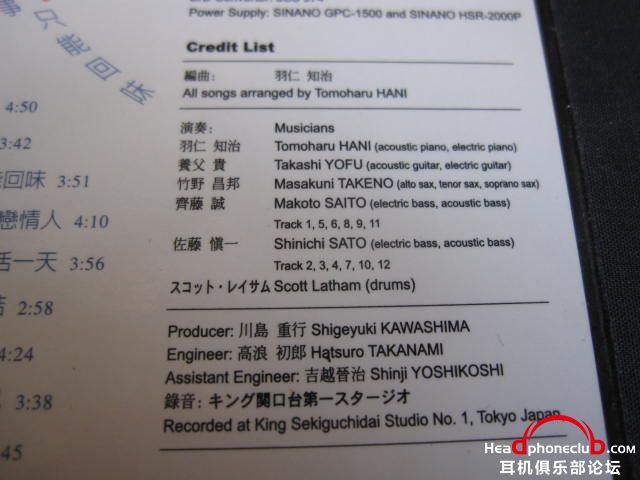 Power Supply: SINANO GPC-1500 and SINANO HSR-2000P
Credit List
編曲: 羽仁 知治
All songs arranged by Tomoharu HANI
演奏: Musicians
羽仁 知治 Tomoharu HANI (acoustic piano, electric piano)
養父 貴 Takashi YOFU (acoustic guitar, electric guitar)
竹野 昌邦 Masakuni TAKENO (alto sax, tenor sax, soprano sax)
齊藤 誠 Makoto SAITO (electric bass, acoustic bass)
Track 1, 5, 6, 8, 9, 11
佐藤 慎一 Shinichi SATO (electric bass, acoustic bass)
Track 2, 3, 4, 7, 10, 12
スコット・レイサム Scott Latham (drums)
Producer: 川島 重行 Shigeyuki KAWASHIMA
Engineer: 高浪 初郎 Hatsuro TAKANAMI
Assistant Engineer: 吉越晉治 Shinji YOSHIKOSHI
錄音: キング関口台第一スタージオ
Recorded at King Sekiguchidai Studio No. 1, Tokyo Japan
只能回味
4:50
3:42
回味 3:51
戀情人 4:10
一天 3:56
2:58
4:24
3:38
:45
HeadphonecluD.com
耳机俱乐部论坛